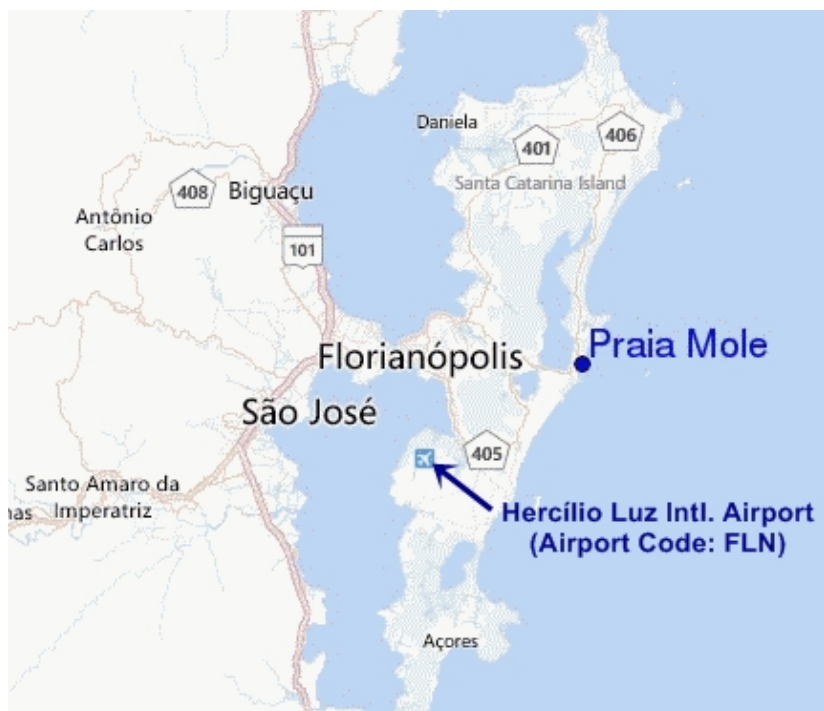 Daniela
401
406
Santa Catarina Island
408
Biguaçu
Antônio
Carlos
101
Praia Mole
Florianópolis
São José
405
Santo Amaro da
Imperatriz
nas
Hercílio Luz Intl. Airport
(Airport Code: FLN)
Açores